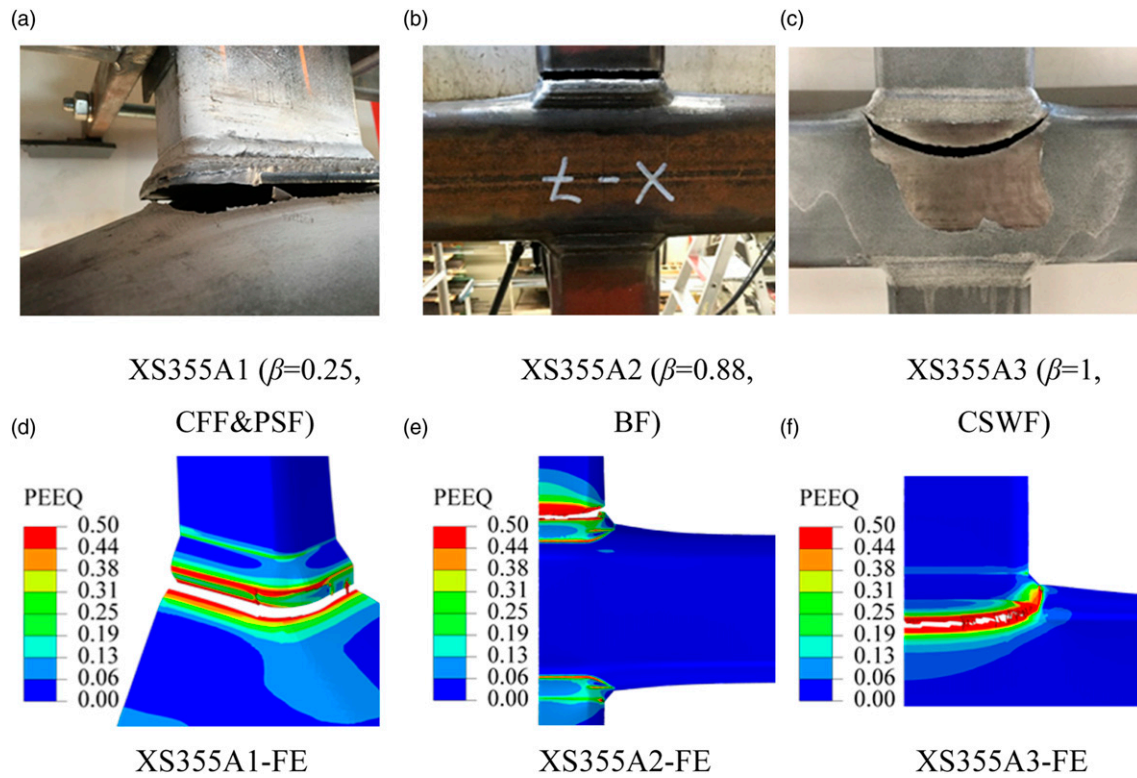 (a)
(b)
(c)
X-7
XS355A1 (β=0.25,
CFF&PSF)
XS355A2 (β=0.88,
BF)
XS355A3 (β=1,
CSWF)
(d)
(e)
(f)
PEEQ
0.50
0.44
0.38
0.31
0.25
0.19
0.13
0.06
0.00
PEEQ
0.50
0.44
0.38
0.31
0.25
0.19
0.13
0.06
0.00
PEEQ
0.50
0.44
0.38
0.31
0.25
0.19
0.13
0.06
0.00
XS355A1-FE
XS355A2-FE
XS355A3-FE